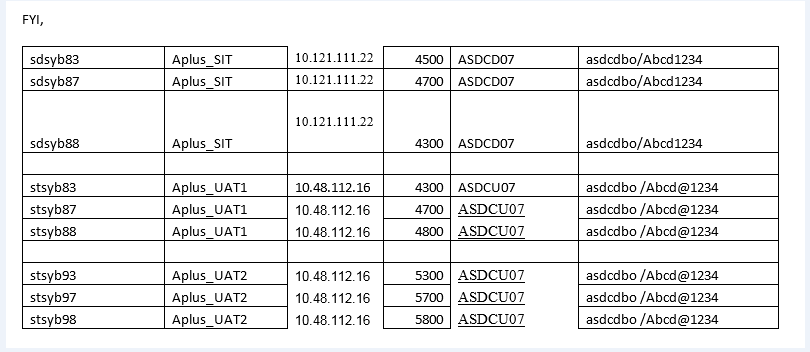 FYI,
sdsyb83 Aplus_SIT 10.121.111.22 4500 ASDCD07 asdcdbo/Abcd1234
sdsyb87 Aplus_SIT 10.121.111.22 4700 ASDCD07 asdcdbo/Abcd1234
sdsyb88 Aplus_SIT 10.121.111.22 4300 ASDCD07 asdcdbo/Abcd1234
stsyb83 Aplus_UAT1 10.48.112.16 4300 ASDCU07 asdcdbo /Abcd@1234
stsyb87 Aplus_UAT1 10.48.112.16 4700 ASDCU07 asdcdbo /Abcd@1234
stsyb88 Aplus_UAT1 10.48.112.16 4800 ASDCU07 asdcdbo /Abcd@1234
stsyb93 Aplus_UAT2 10.48.112.16 5300 ASDCU07 asdcdbo /Abcd@1234
stsyb97 Aplus_UAT2 10.48.112.16 5700 ASDCU07 asdcdbo /Abcd@1234
stsyb98 Aplus_UAT2 10.48.112.16 5800 ASDCU07 asdcdbo /Abcd@1234